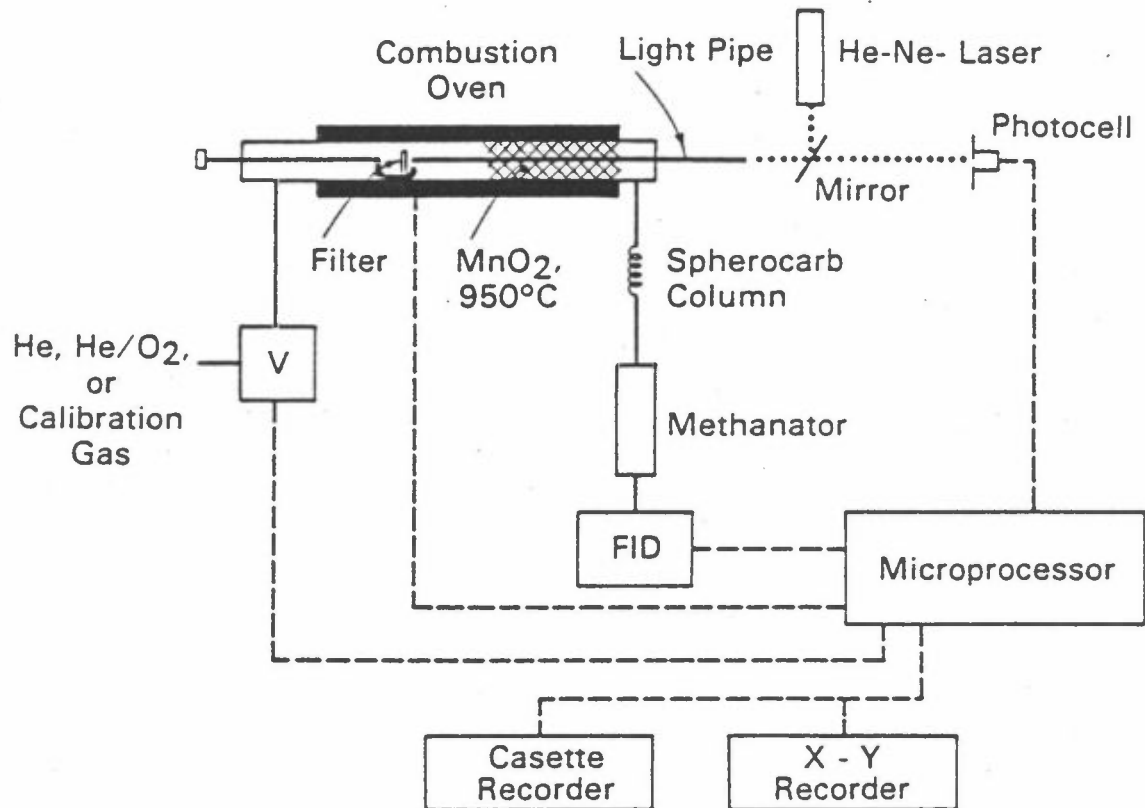 Combustion
Oven
Light Pipe
He-Ne- Laser
Photocell
Mirror
Filter
MnO2,
950°C
Spherocarb
Column
He, He/O2,
or
Calibration
Gas
V
Methanator
FID
Microprocessor
Casette
Recorder
X - Y
Recorder